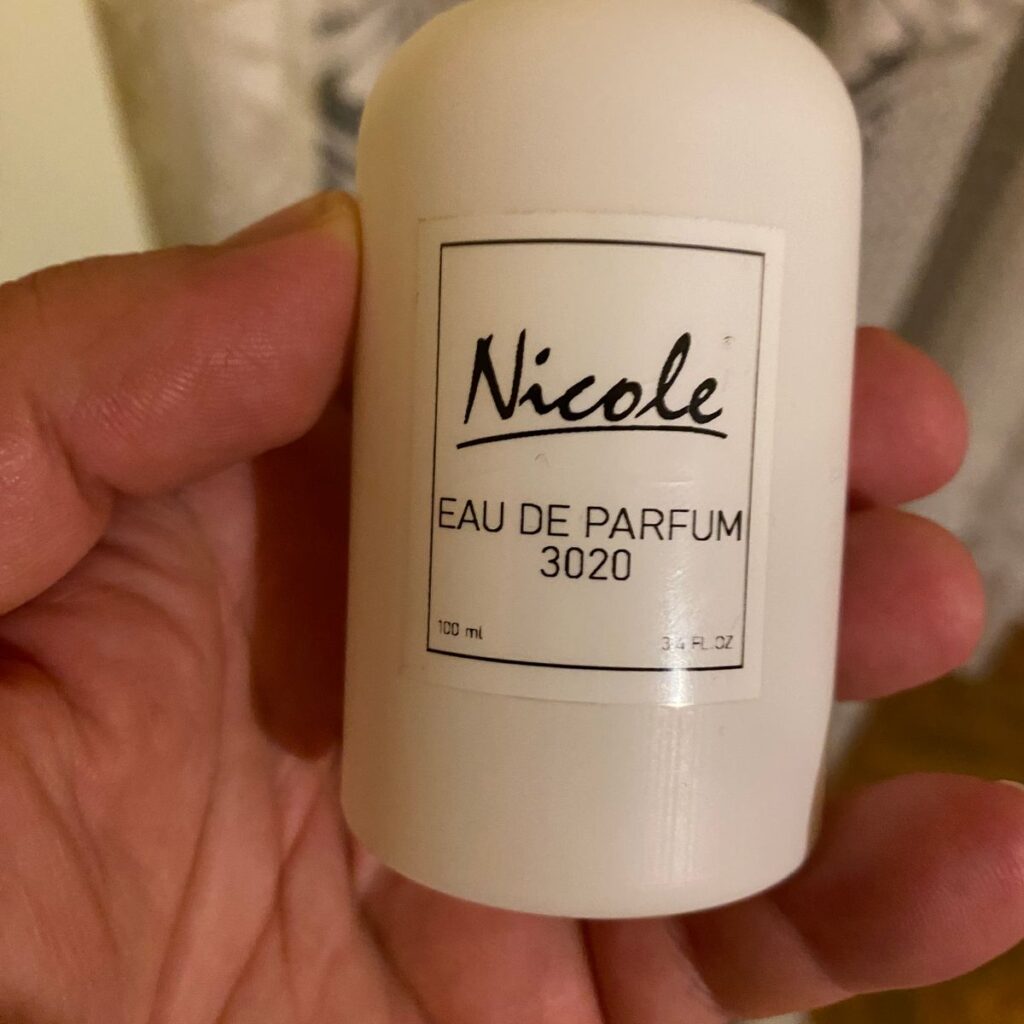 Nicole®
EAU DE PARFUM
3020
100 ml
3.4 FL.OZ